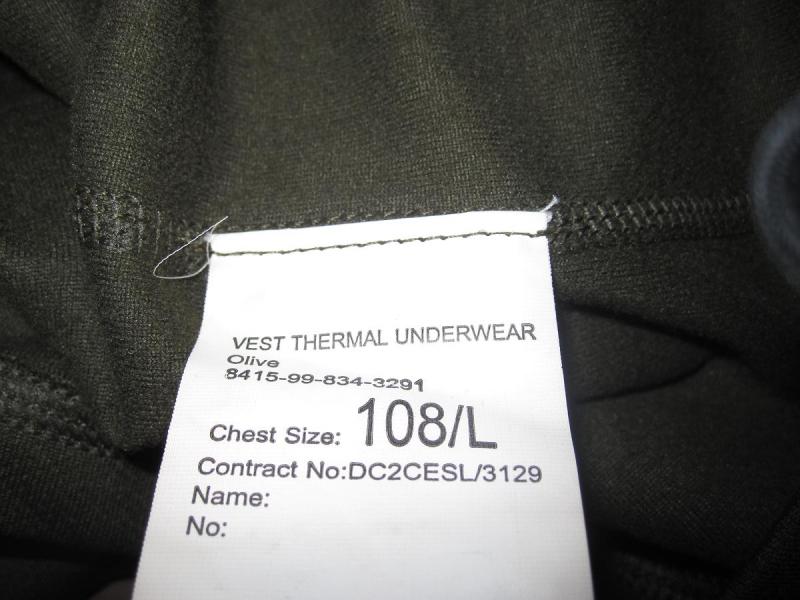 VEST THERMAL UNDERWEAR
Olive
8415-99-834-3291
Chest Size: 108/L
Contract No:DC2CESL/3129
Name:
No: